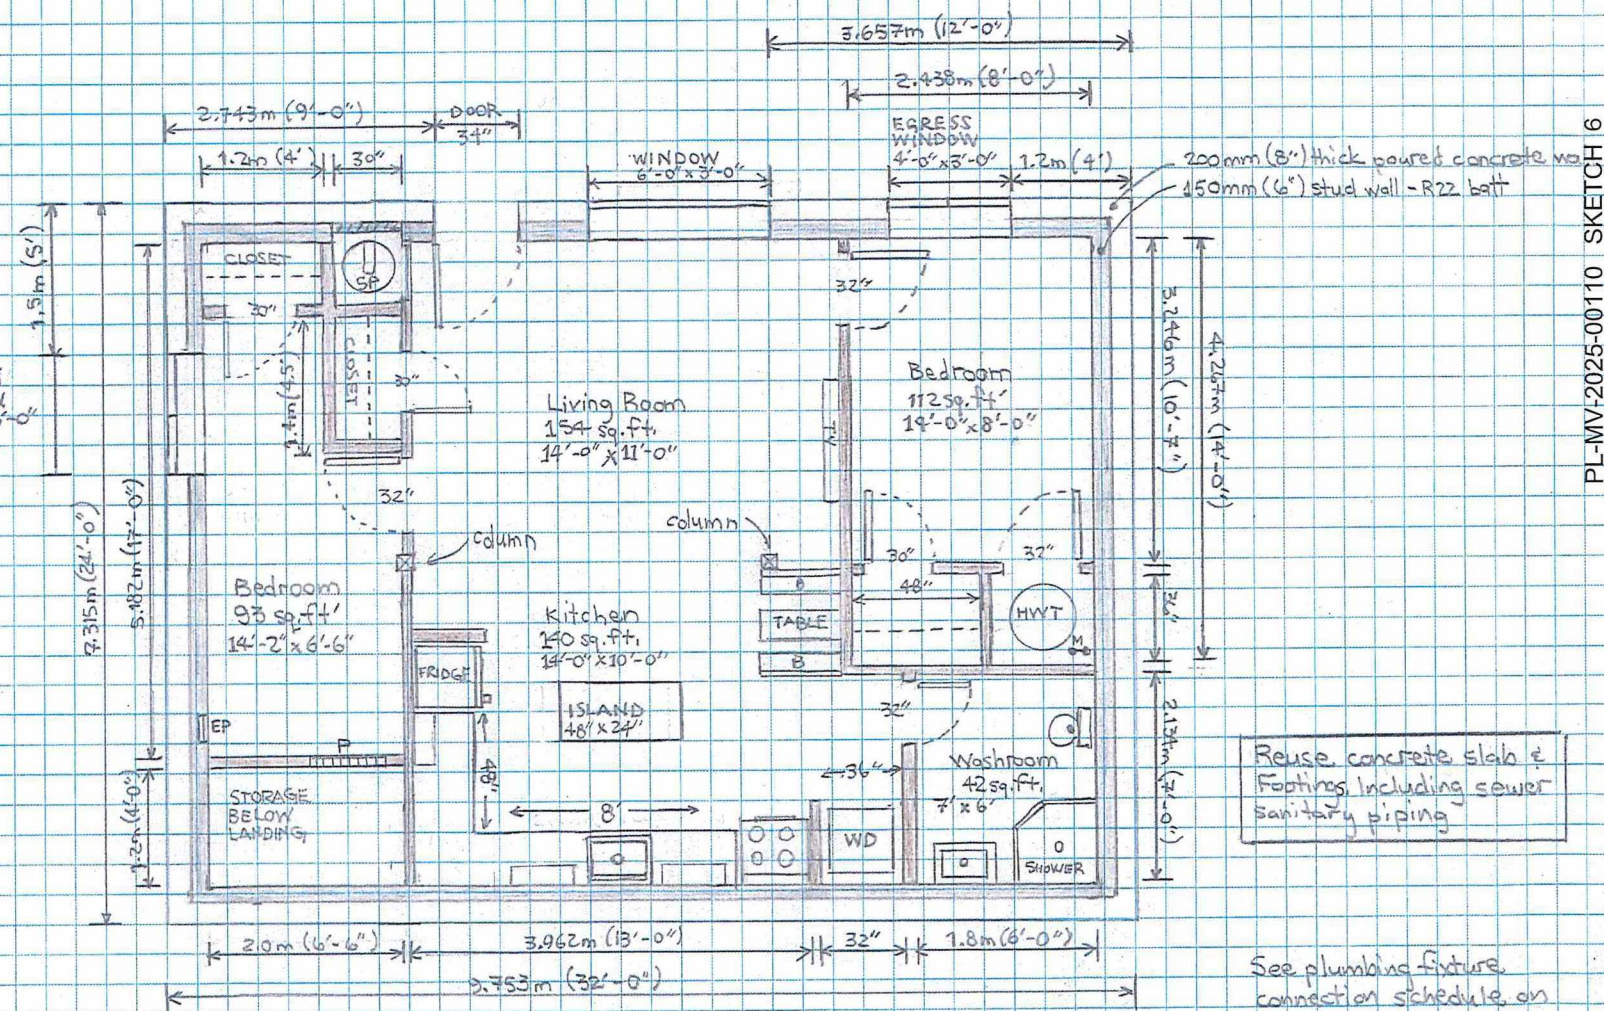 3.657m (12'-0")
2.438m (8'-0")
2.743m (9'-0")
DOOR
34"
1.2m (4')
30"
WINDOW
6'-0" x 3'-0"
EGRESS
WINDOW
4'-0" x 3'-0"
1.2m (4')
200mm (8") thick poured concrete wa
150mm (6") stud wall - R22 batt
PL-MV-2025-00110 SKETCH 6
1.5m (5')
0"
CLOSET
SP
30"
32"
CLOSET
1.4m (4.5')
30"
Living Room
154 sq.ft.
14'-0" x 11'-0"
TV
Bedroom
112 sq.ft'
14'-0" x 8'-0"
3.246m (10'-7")
4.267m (14'-0")
32"
column
column
7.315m (24'-0")
5.182m (17'-0")
30"
32"
48"
HWT
M
B
TABLE
B
Bedroom
93 sq.ft'
14'-2" x 6'-6"
Kitchen
140 sq.ft.
14'-0" x 10'-0"
FRIDGE
ISLAND
48" x 24"
32"
EP
P
48"
8'
36"
Washroom
42 sq.ft.
7' x 6'
2.134m (7'-0")
Reuse concrete slab &
Footings, including sewer
sanitary piping
STORAGE
BELOW
LANDING
1.2m (4'-0")
WD
SHOWER
2.0m (6'-6")
3.962m (13'-0")
32"
1.8m (6'-0")
9.753m (32'-0")
See plumbing fixture
connection schedule on